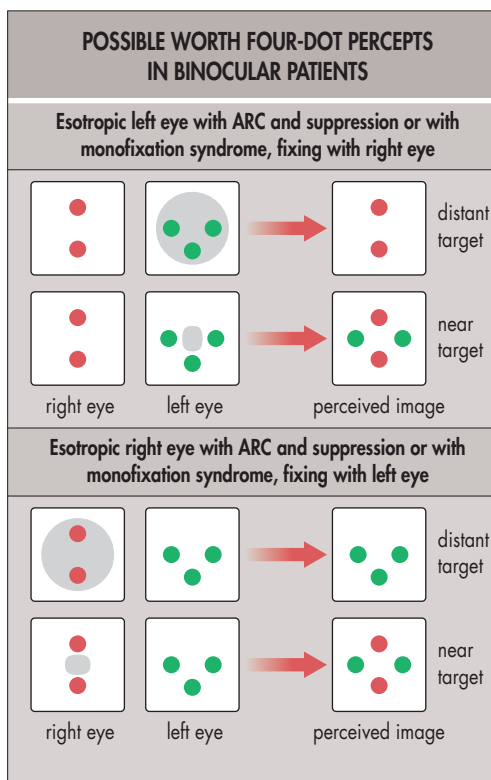 POSSIBLE WORTH FOUR-DOT PERCEPTS
IN BINOCULAR PATIENTS
Esotropic left eye with ARC and suppression or with
monofixation syndrome, fixing with right eye
distant
target
near
target
right eye left eye perceived image
Esotropic right eye with ARC and suppression or with
monofixation syndrome, fixing with left eye
distant
target
near
target
right eye left eye perceived image